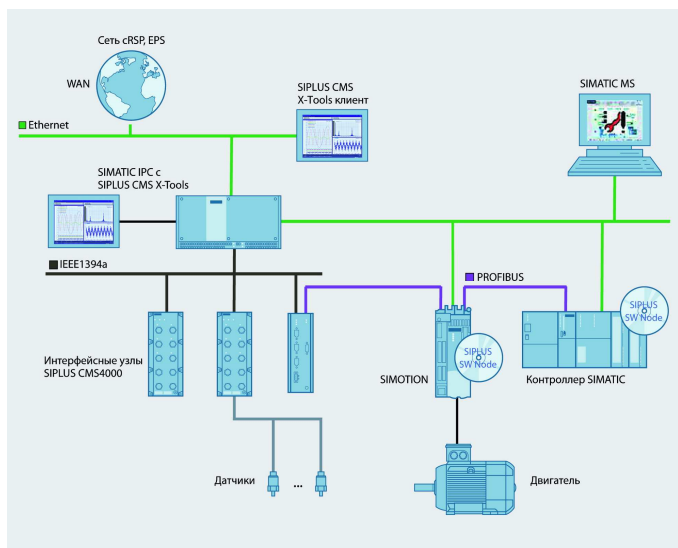 Сеть cRSP, EPS
WAN
SIPLUS CMS
X-Tools клиент
SIMATIC MS
Ethernet
SIMATIC IPC с
SIPLUS CMS X-Tools
IEEE1394a
PROFIBUS
SIPLUS
SW Node
SIPLUS
SW Node
Интерфейсные узлы
SIPLUS CMS4000
SIMOTION
Контроллер SIMATIC
Датчики
...
Двигатель